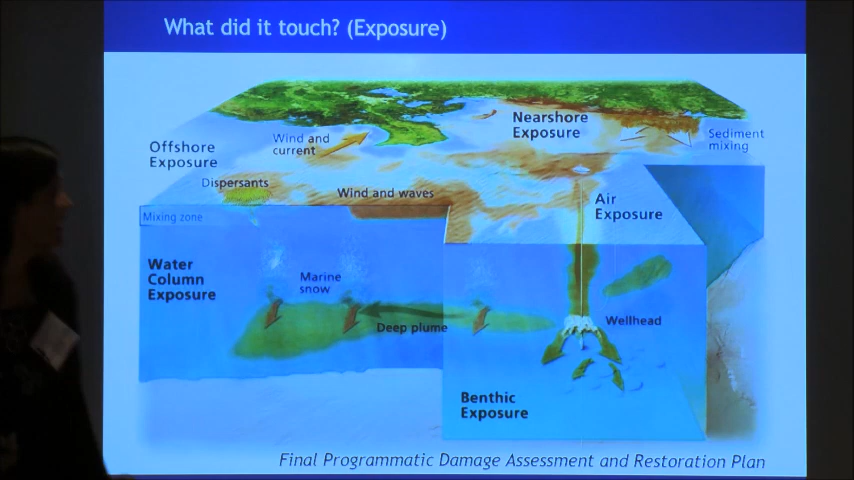 What did it touch? (Exposure)
Nearshore
Exposure
Sediment
mixing
Wind and
current
Offshore
Exposure
Dispersants
Wind and waves
Air
Exposure
Mixing zone
Water
Column
Exposure
Marine
snow
Deep plume
Wellhead
Benthic
Exposure
Final Programmatic Damage Assessment and Restoration Plan